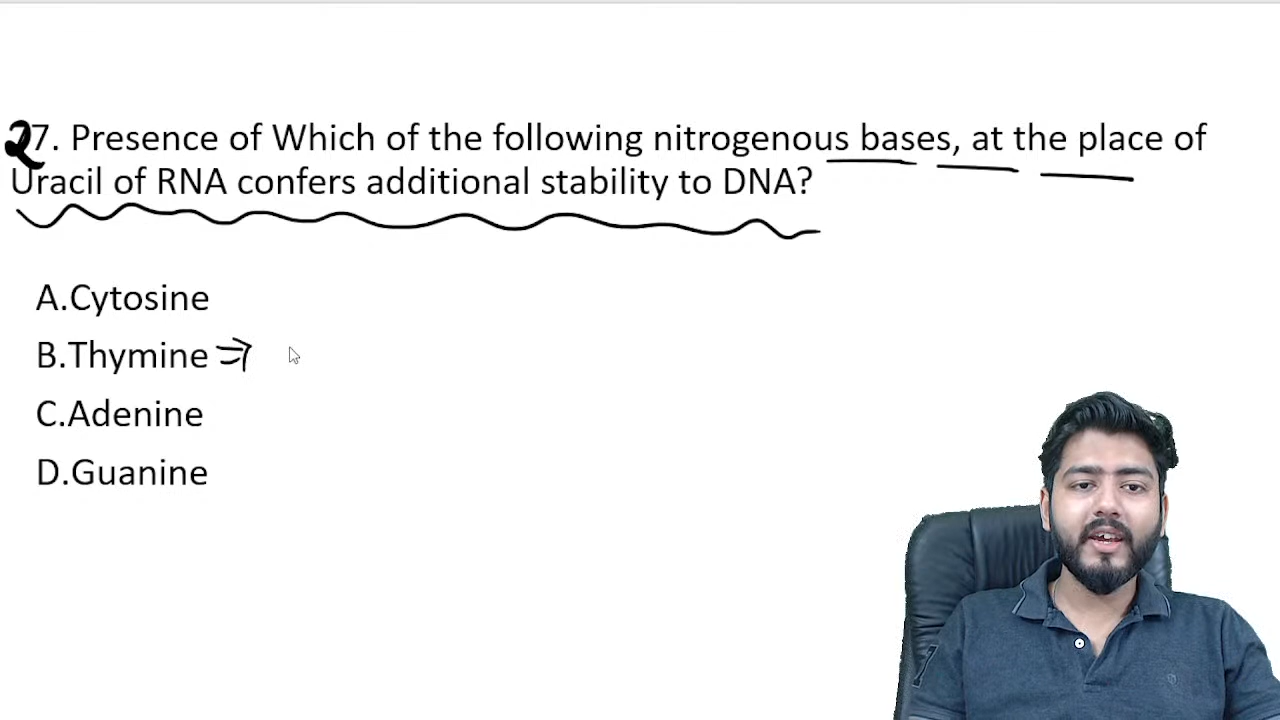 27. Presence of Which of the following nitrogenous bases, at the place of
Uracil of RNA confers additional stability to DNA?
A.Cytosine
B.Thymine ⇒
C.Adenine
D.Guanine